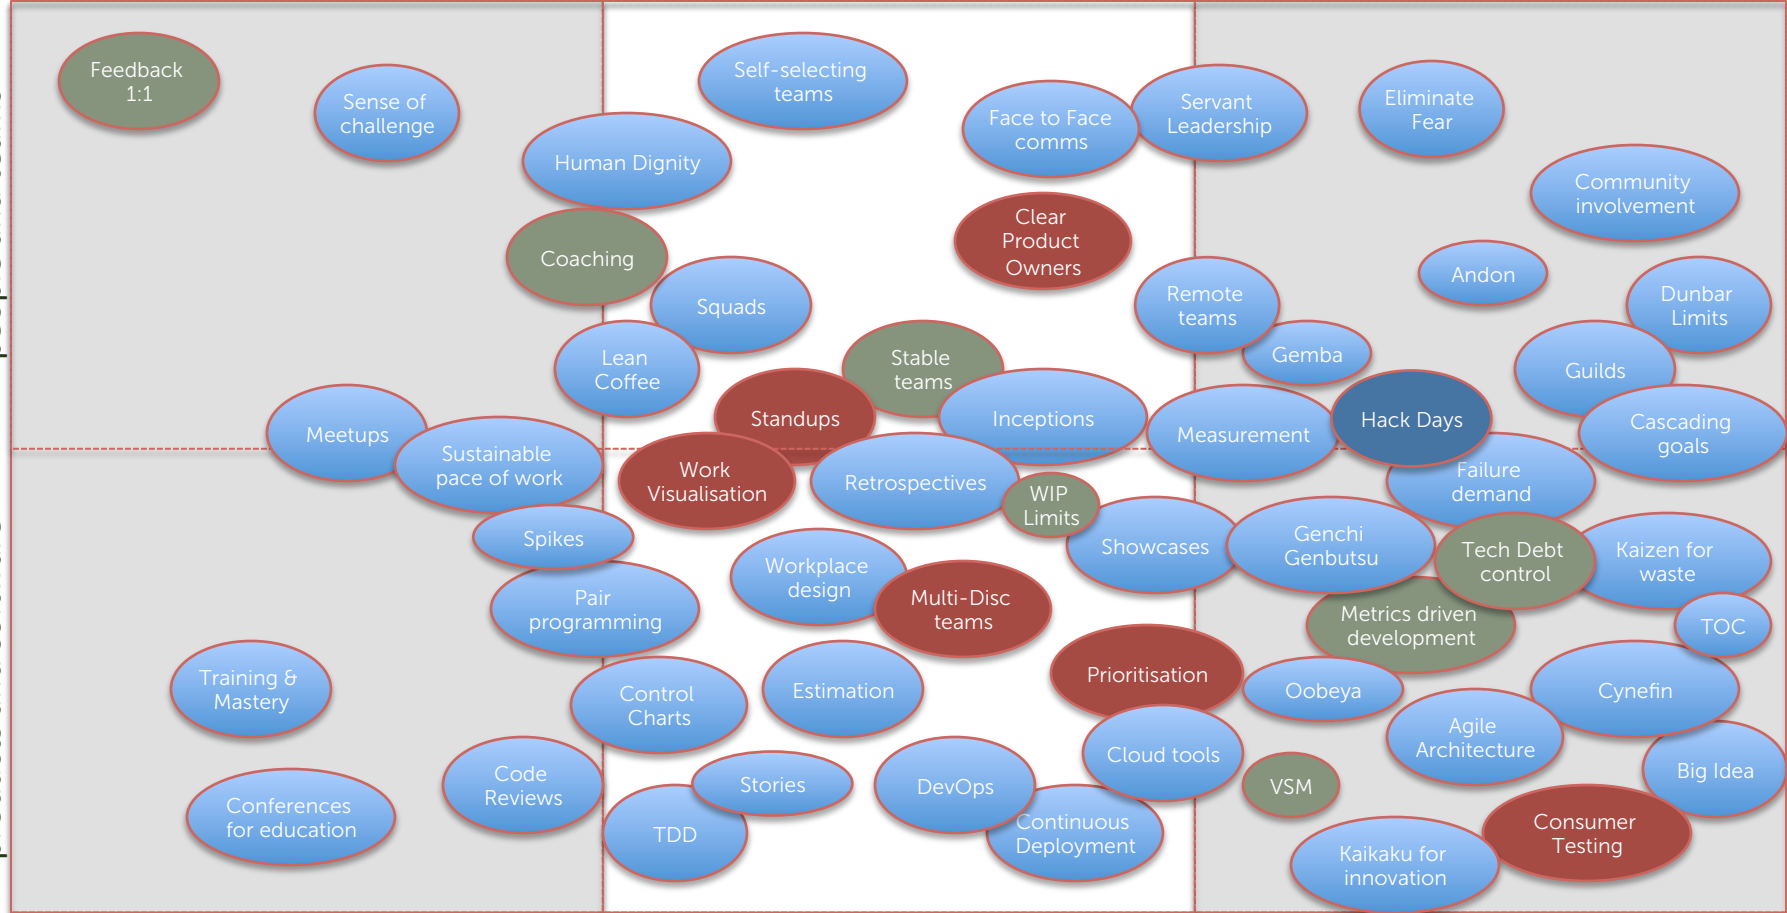 Feedback
1:1
Sense of
challenge
Human Dignity
Self-selecting
teams
Face to Face
comms
Servant
Leadership
Eliminate
Fear
Community
involvement
Coaching
Clear
Product
Owners
Squads
Remote
teams
Andon
Dunbar
Limits
Lean
Coffee
Stable
teams
Gemba
Guilds
Meetups
Standups
Inceptions
Measurement
Hack Days
Cascading
goals
Sustainable
pace of work
Work
Visualisation
Retrospectives
WIP
Limits
Failure
demand
Spikes
Showcases
Genchi
Genbutsu
Tech Debt
control
Kaizen for
waste
Pair
programming
Workplace
design
Multi-Disc
teams
Metrics driven
development
TOC
Training &
Mastery
Control
Charts
Estimation
Prioritisation
Oobeya
Cynefin
Agile
Architecture
Code
Reviews
Stories
DevOps
Cloud tools
VSM
Big Idea
Conferences
for education
TDD
Continuous
Deployment
Kaikaku for
innovation
Consumer
Testing